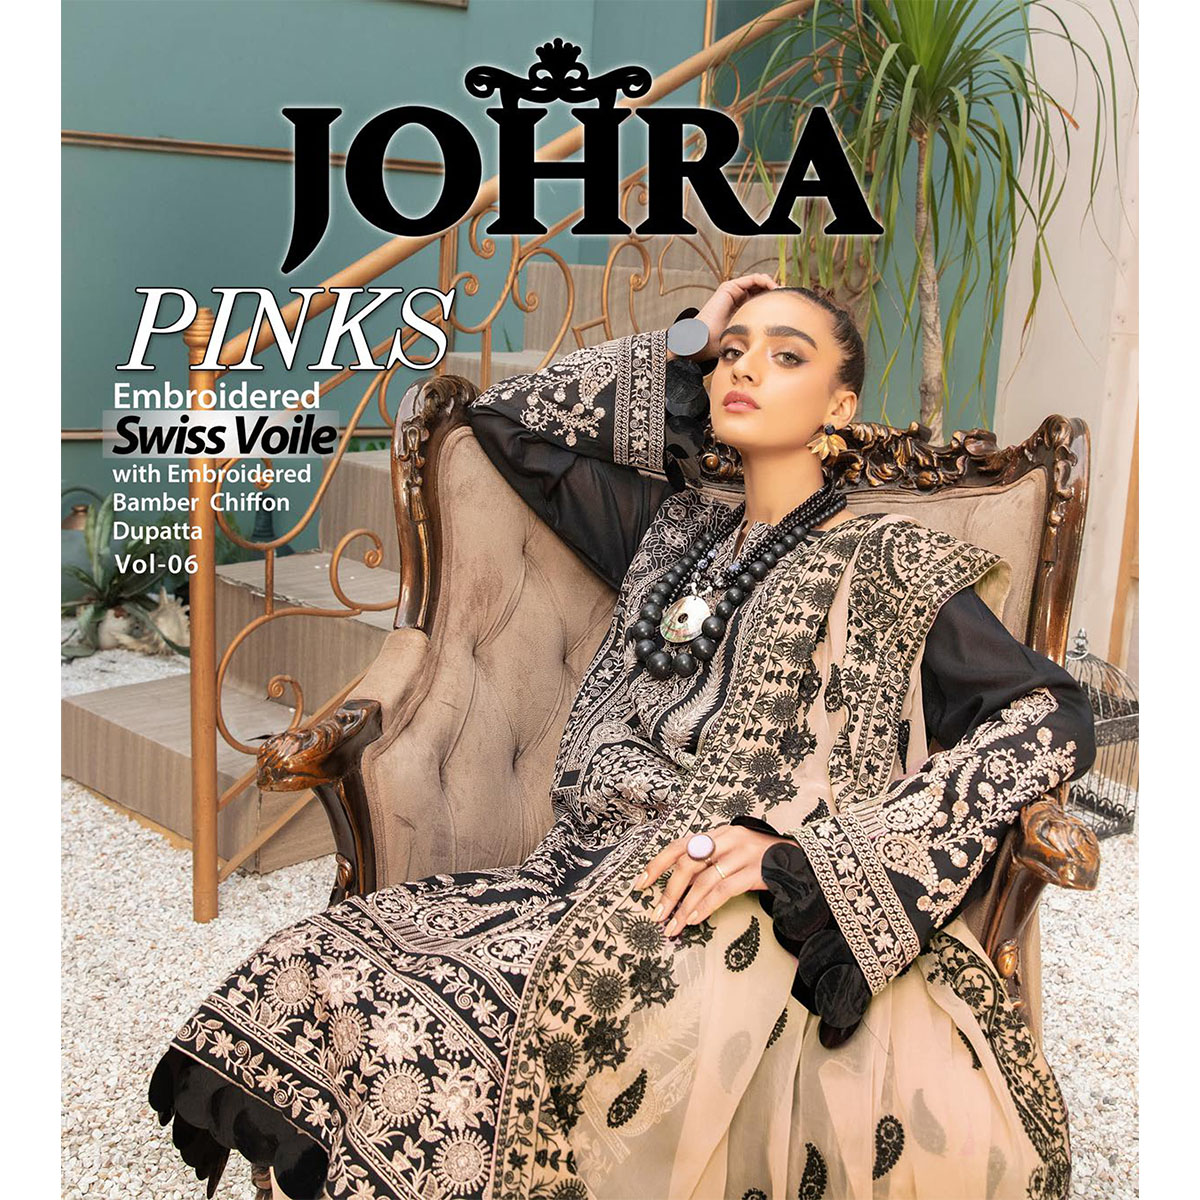 JOHRA
PINKS
Embroidered
Swiss Voile
with Embroidered
Bamber Chiffon
Dupatta
Vol-06